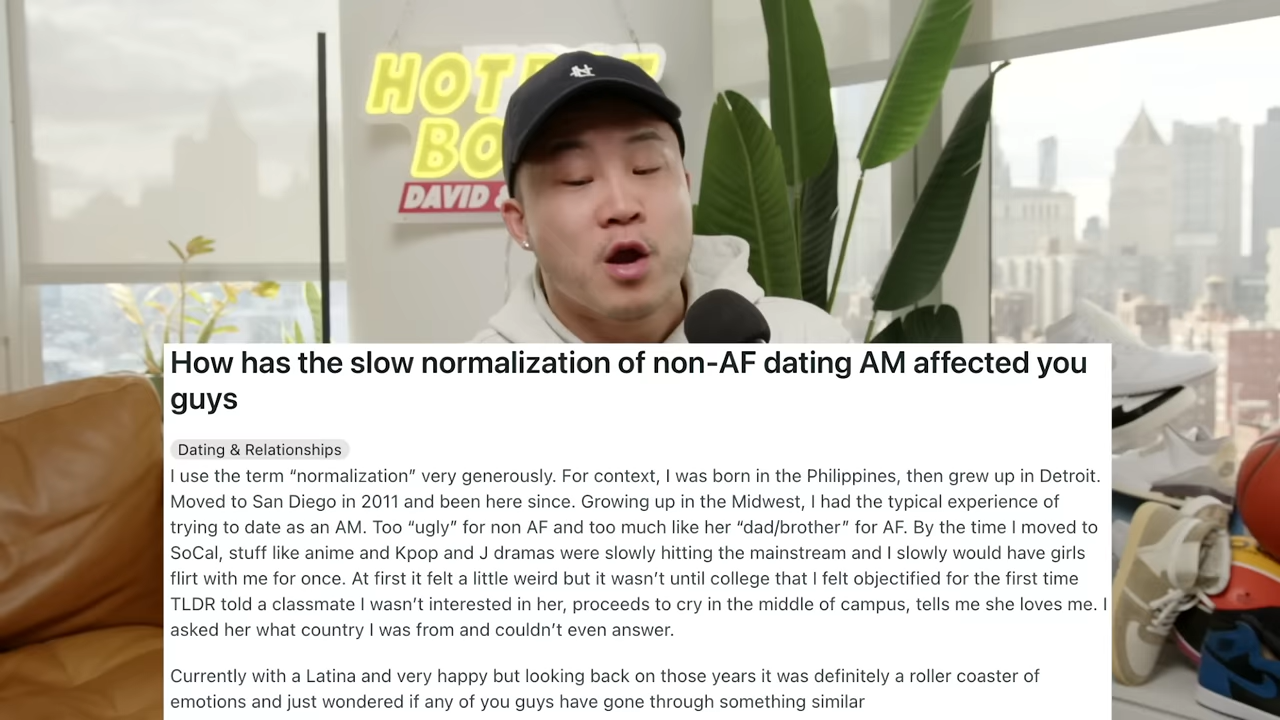 HOT
BO
DAVID &
How has the slow normalization of non-AF dating AM affected you
guys
Dating & Relationships
I use the term “normalization” very generously. For context, I was born in the Philippines, then grew up in Detroit.
Moved to San Diego in 2011 and been here since. Growing up in the Midwest, I had the typical experience of
trying to date as an AM. Too “ugly” for non AF and too much like her “dad/brother” for AF. By the time I moved to
SoCal, stuff like anime and Kpop and J dramas were slowly hitting the mainstream and I slowly would have girls
flirt with me for once. At first it felt a little weird but it wasn’t until college that I felt objectified for the first time
TLDR told a classmate I wasn’t interested in her, proceeds to cry in the middle of campus, tells me she loves me. I
asked her what country I was from and couldn’t even answer.
Currently with a Latina and very happy but looking back on those years it was definitely a roller coaster of
emotions and just wondered if any of you guys have gone through something similar